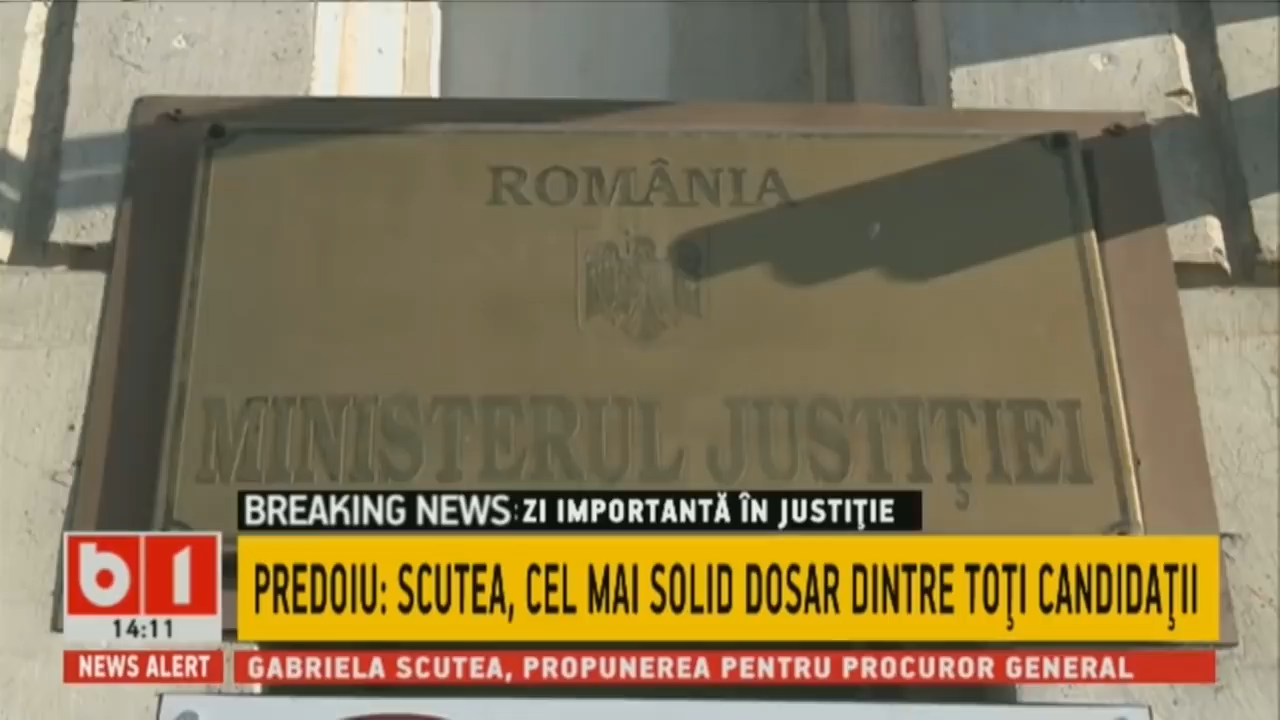 ROMÂNIA
MINISTERUL JUSTIŢIEI
BREAKING NEWS: ZI IMPORTANTĂ ÎN JUSTIŢIE
b1
PREDOIU: SCUTEA, CEL MAI SOLID DOSAR DINTRE TOŢI CANDIDAŢII
14:11
NEWS ALERT GABRIELA SCUTEA, PROPUNEREA PENTRU PROCUROR GENERAL